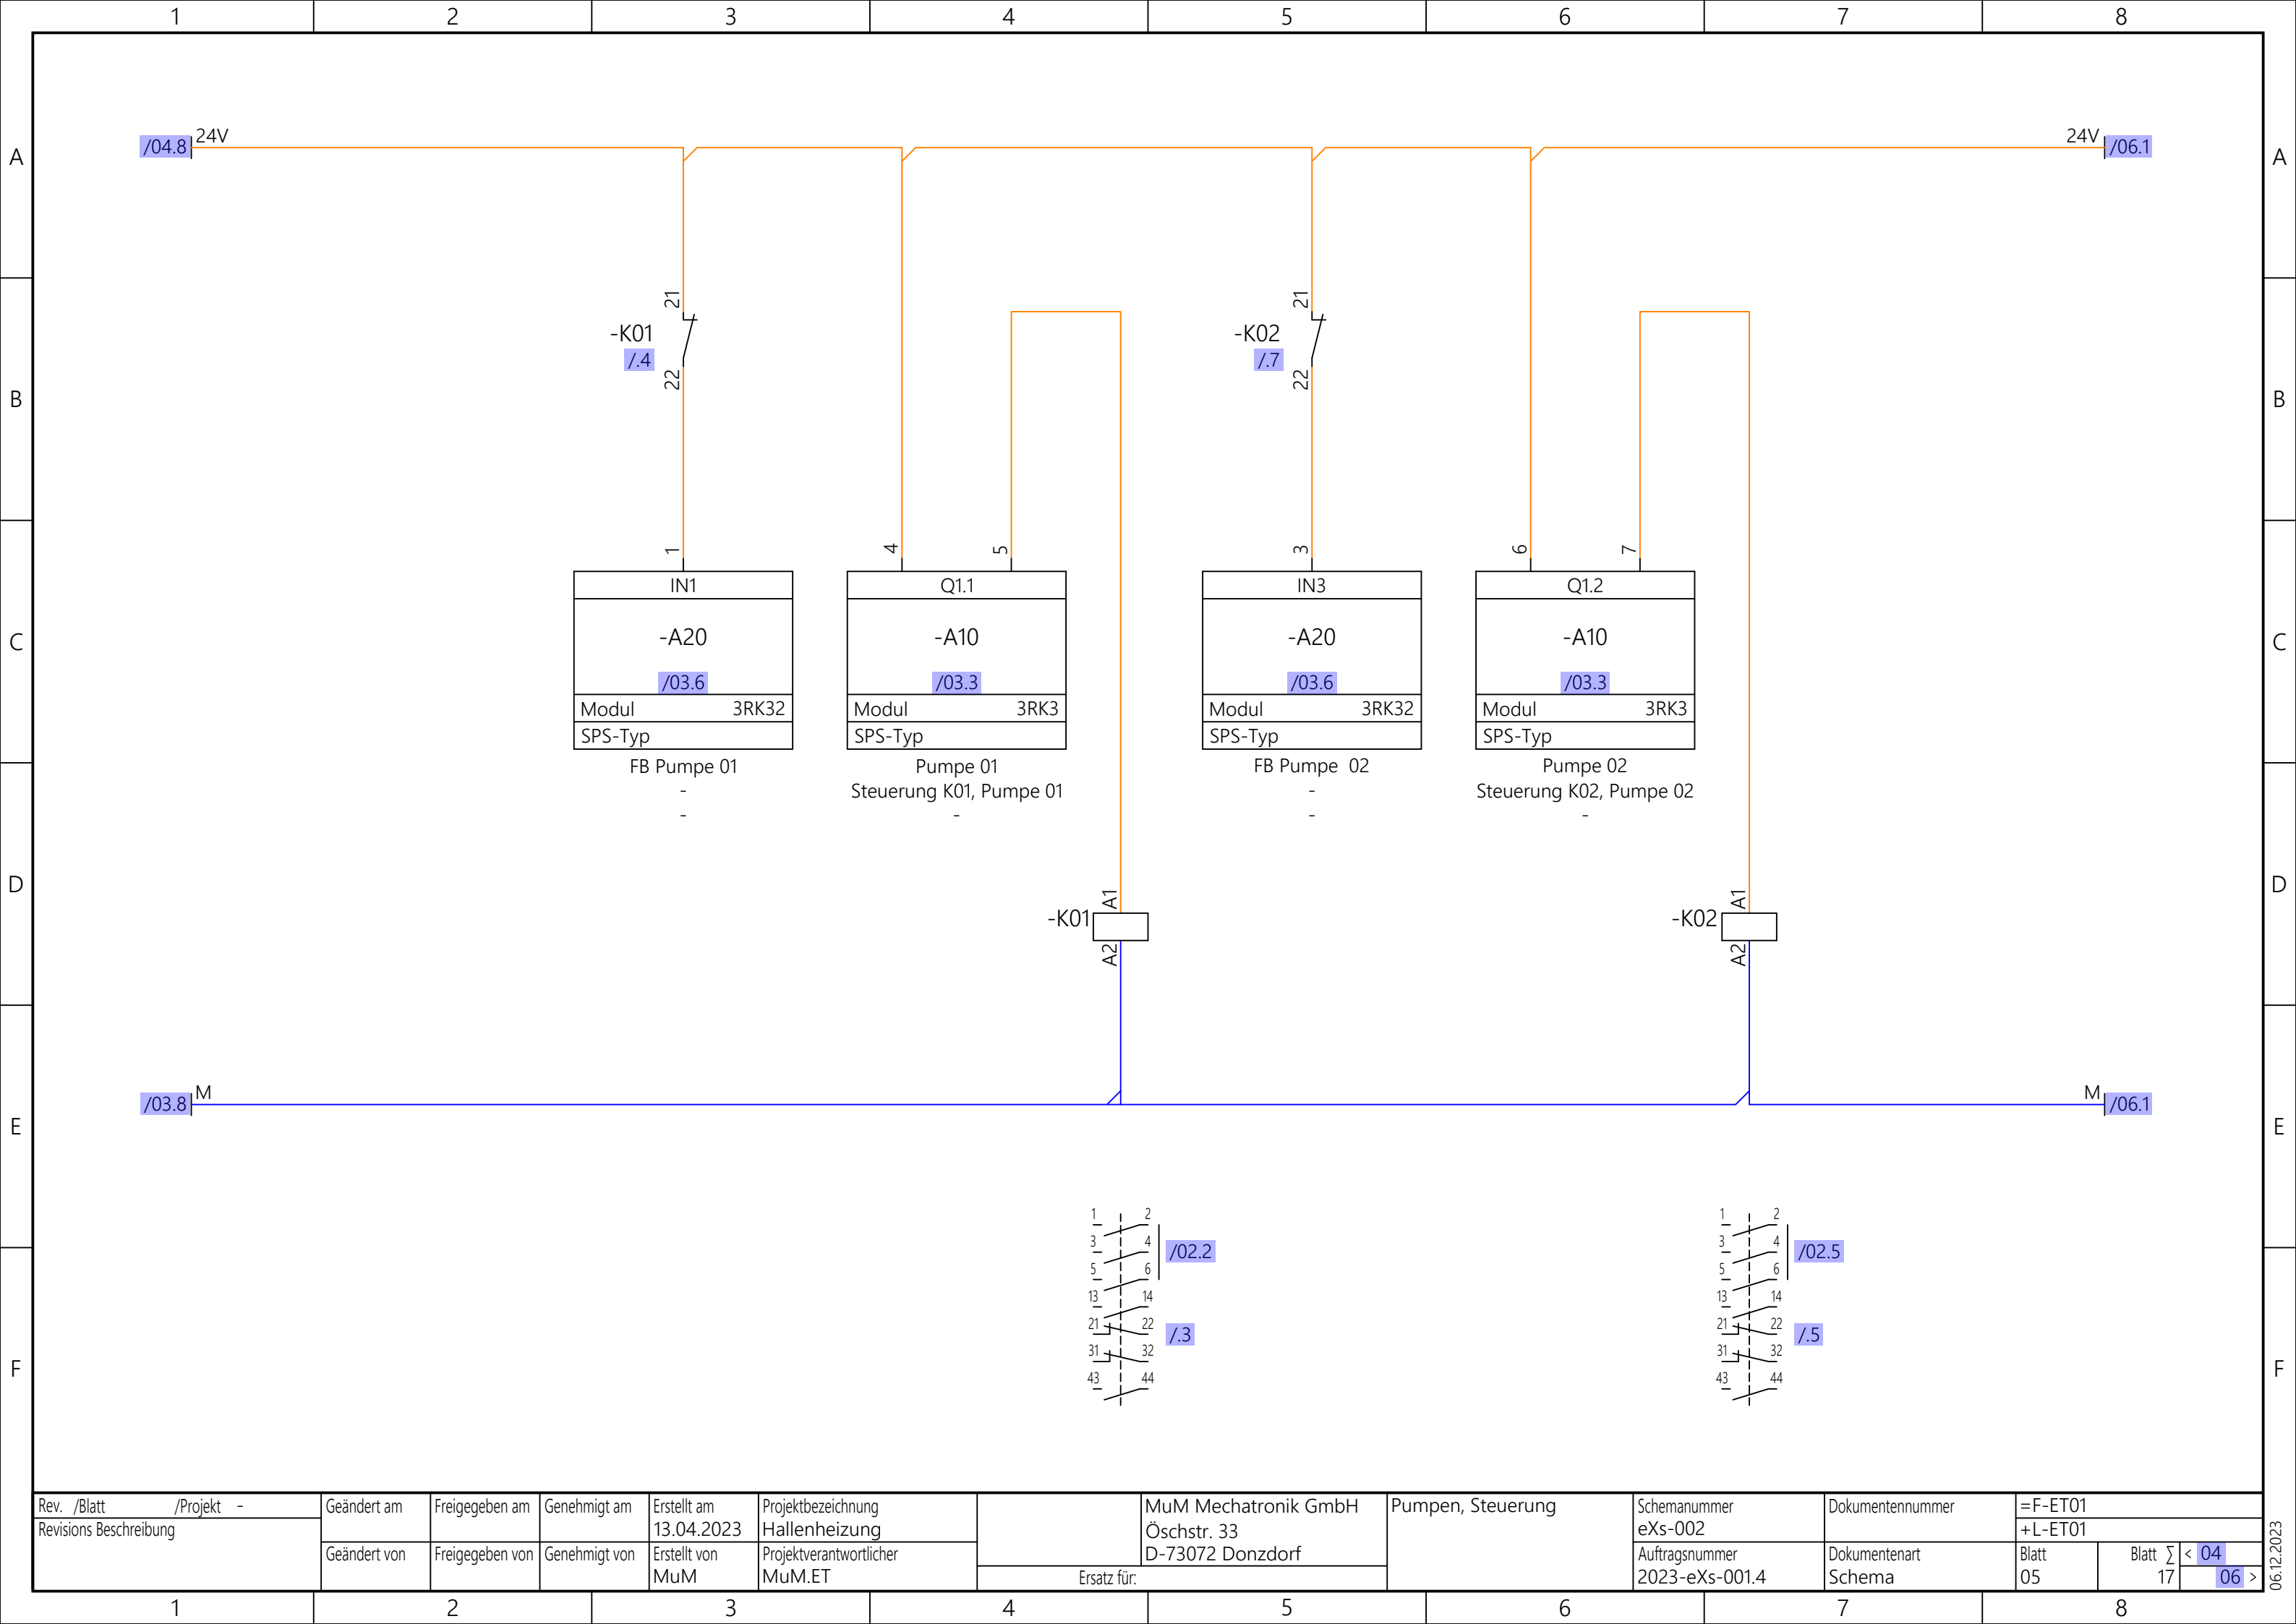 1 2 3 4 5 6 7 8
A A
/04.8 24V 24V /06.1
21 21
-K01 -K02
/.4 /.7
22 22
B B
1 4 5 3 6 7
IN1 Q1.1 IN3 Q1.2
C -A20 -A10 -A20 -A10 C
/03.6 /03.3 /03.6 /03.3
Modul 3RK32 Modul 3RK3 Modul 3RK32 Modul 3RK3
SPS-Typ SPS-Typ SPS-Typ SPS-Typ
FB Pumpe 01 Pumpe 01 FB Pumpe  02 Pumpe 02
- Steuerung K01, Pumpe 01 - Steuerung K02, Pumpe 02
- - - -
D D
A1 A1
-K01 -K02
A2 A2
/03.8 M M /06.1
E E
1 2 1 2
3 4 /02.2 3 4 /02.5
5 6 5 6
13 14 13 14
21 22 /.3 21 22 /.5
31 32 31 32
F F
43 44 43 44
Rev. /Blatt /Projekt -
Revisions Beschreibung
Geändert am
Geändert von
Freigegeben am
Freigegeben von
Genehmigt am
Genehmigt von
Erstellt am
13.04.2023
Erstellt von
MuM
Projektbezeichnung
Hallenheizung
Projektverantwortlicher
MuM.ET
MuM Mechatronik GmbH
Öschstr. 33
D-73072 Donzdorf
Ersatz für:
Pumpen, Steuerung
Schemanummer
eXs-002
Auftragsnummer
2023-eXs-001.4
Dokumentennummer
Dokumentenart
Schema
=F-ET01
+L-ET01
Blatt
05
Blatt ∑
17
< 04
06 >
06.12.2023
1 2 3 4 5 6 7 8